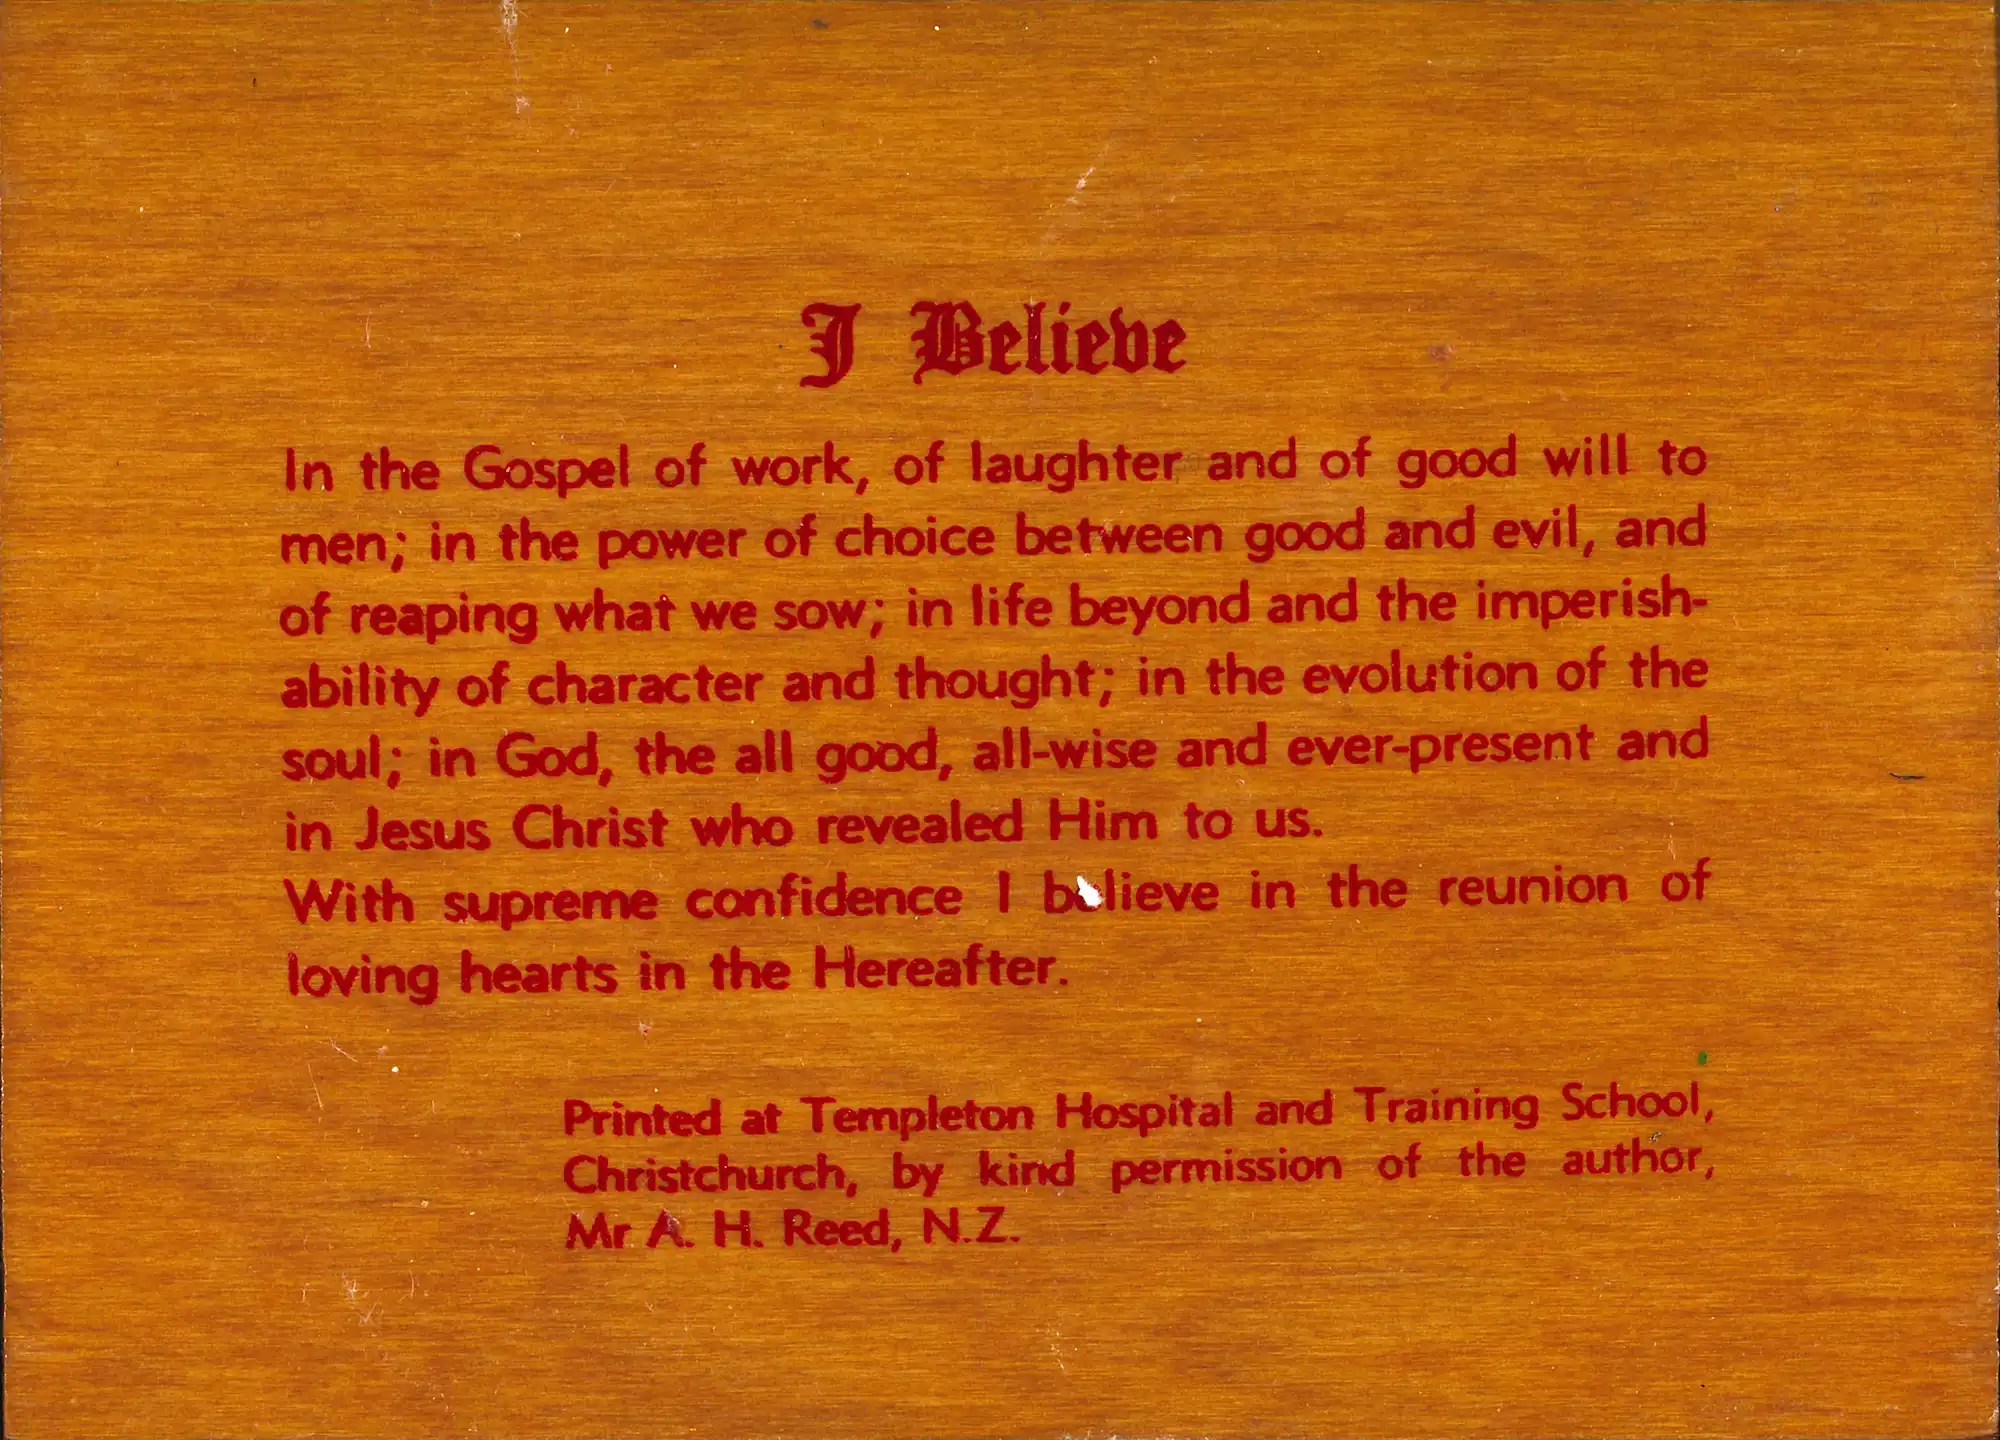 I Believe
In the Gospel of work, of laughter and of good will to
men; in the power of choice between good and evil, and
of reaping what we sow; in life beyond and the imperish-
ability of character and thought; in the evolution of the
soul; in God, the all good, all-wise and ever-present and
in Jesus Christ who revealed Him to us.
With supreme confidence I believe in the reunion of
loving hearts in the Hereafter.
Printed at Templeton Hospital and Training School,
Christchurch, by kind permission of the author,
Mr A. H. Reed, N.Z.